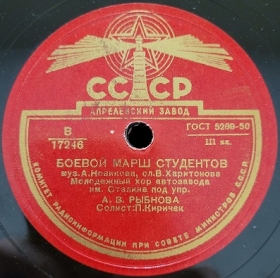 СССР
АПРЕЛЕВСКИЙ ЗАВОД
В
17246
ГОСТ 5289-50
III кл.
БОЕВОЙ МАРШ СТУДЕНТОВ
муз.А.Новикова, сл.В.Харитонова
Молодежный хор автозавода
им. Сталина под упр.
А. В. РЫБНОВА
Солист:П.Киричек
КОМИТЕТ РАДИОИНФОРМАЦИИ ПРИ СОВЕТЕ МИНИСТРОВ СССР